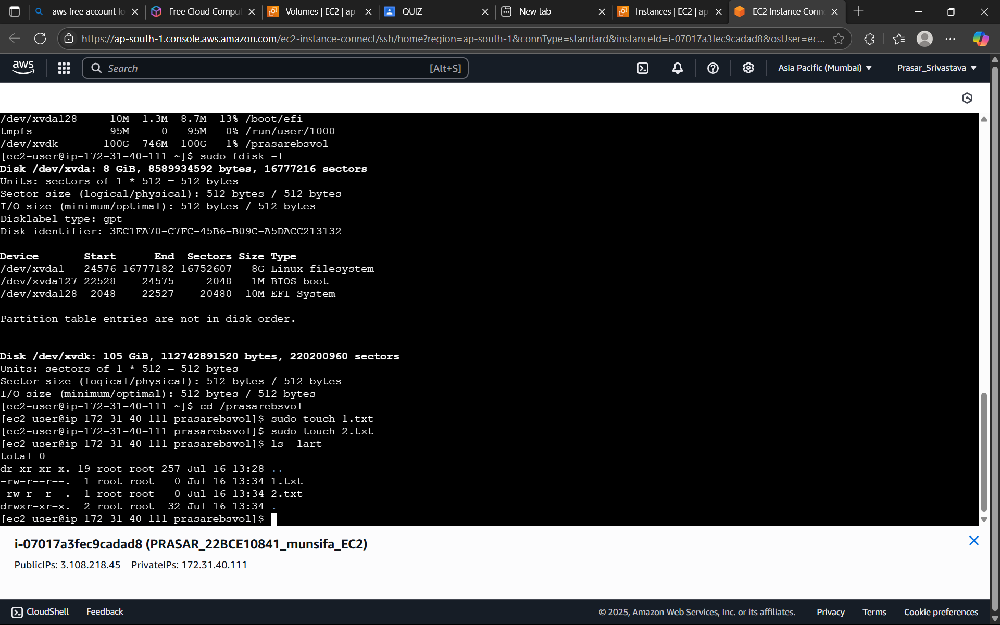 aws free account lo
Free Cloud Comput
Volumes | EC2 | ap-
QUIZ
New tab
Instances | EC2 | ap
EC2 Instance Conn
https://ap-south-1.console.aws.amazon.com/ec2-instance-connect/ssh/home?region=ap-south-1&connType=standard&instanceId=i-07017a3fec9cadad8&osUser=ec...
aws
Search [Alt+S]
Asia Pacific (Mumbai)
Prasar_Srivastava
/dev/xvda128 10M 1.3M 8.7M 13% /boot/efi
tmpfs 95M 0 95M 0% /run/user/1000
/dev/xvdk 100G 746M 100G 1% /prasarebsvol
[ec2-user@ip-172-31-40-111 ~]$ sudo fdisk -l
Disk /dev/xvda: 8 GiB, 8589934592 bytes, 16777216 sectors
Units: sectors of 1 * 512 = 512 bytes
Sector size (logical/physical): 512 bytes / 512 bytes
I/O size (minimum/optimal): 512 bytes / 512 bytes
Disklabel type: gpt
Disk identifier: 3EC1FA70-C7FC-45B6-B09C-A5DACC213132
Device Start End Sectors Size Type
/dev/xvda1 24576 16777182 16752607 8G Linux filesystem
/dev/xvda127 22528 24575 2048 1M BIOS boot
/dev/xvda128 2048 22527 20480 10M EFI System
Partition table entries are not in disk order.
Disk /dev/xvdk: 105 GiB, 112742891520 bytes, 220200960 sectors
Units: sectors of 1 * 512 = 512 bytes
Sector size (logical/physical): 512 bytes / 512 bytes
I/O size (minimum/optimal): 512 bytes / 512 bytes
[ec2-user@ip-172-31-40-111 ~]$ cd /prasarebsvol
[ec2-user@ip-172-31-40-111 prasarebsvol]$ sudo touch 1.txt
[ec2-user@ip-172-31-40-111 prasarebsvol]$ sudo touch 2.txt
[ec2-user@ip-172-31-40-111 prasarebsvol]$ ls -lart
total 0
dr-xr-xr-x. 19 root root 257 Jul 16 13:28 ..
-rw-r--r--. 1 root root 0 Jul 16 13:34 1.txt
-rw-r--r--. 1 root root 0 Jul 16 13:34 2.txt
drwxr-xr-x. 2 root root 32 Jul 16 13:34 .
[ec2-user@ip-172-31-40-111 prasarebsvol]$
i-07017a3fec9cadad8 (PRASAR_22BCE10841_munsifa_EC2)
PublicIPs: 3.108.218.45 PrivateIPs: 172.31.40.111
CloudShell Feedback © 2025, Amazon Web Services, Inc. or its affiliates. Privacy Terms Cookie preferences